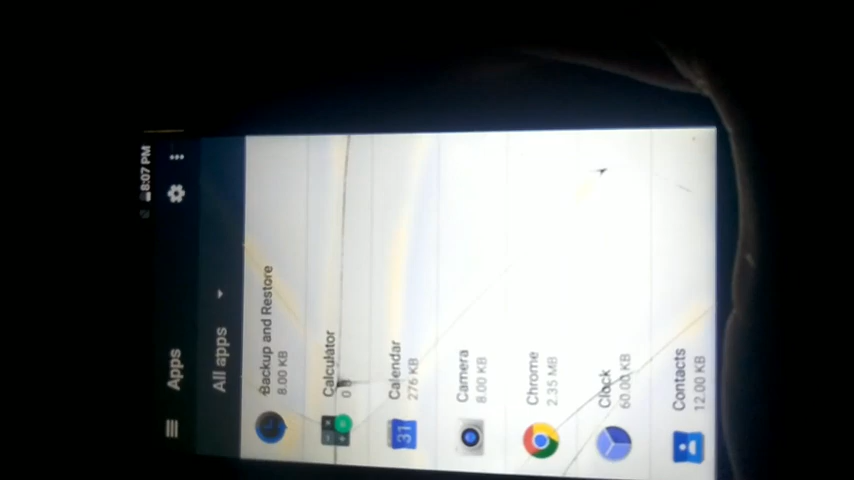 8:07 PM
Apps
All apps
Backup and Restore
8.00 KB
Calculator
0
Calendar
276 KB
31
Camera
8.00 KB
Chrome
2.35 MB
Clock
60.00 KB
Contacts
12.00 KB